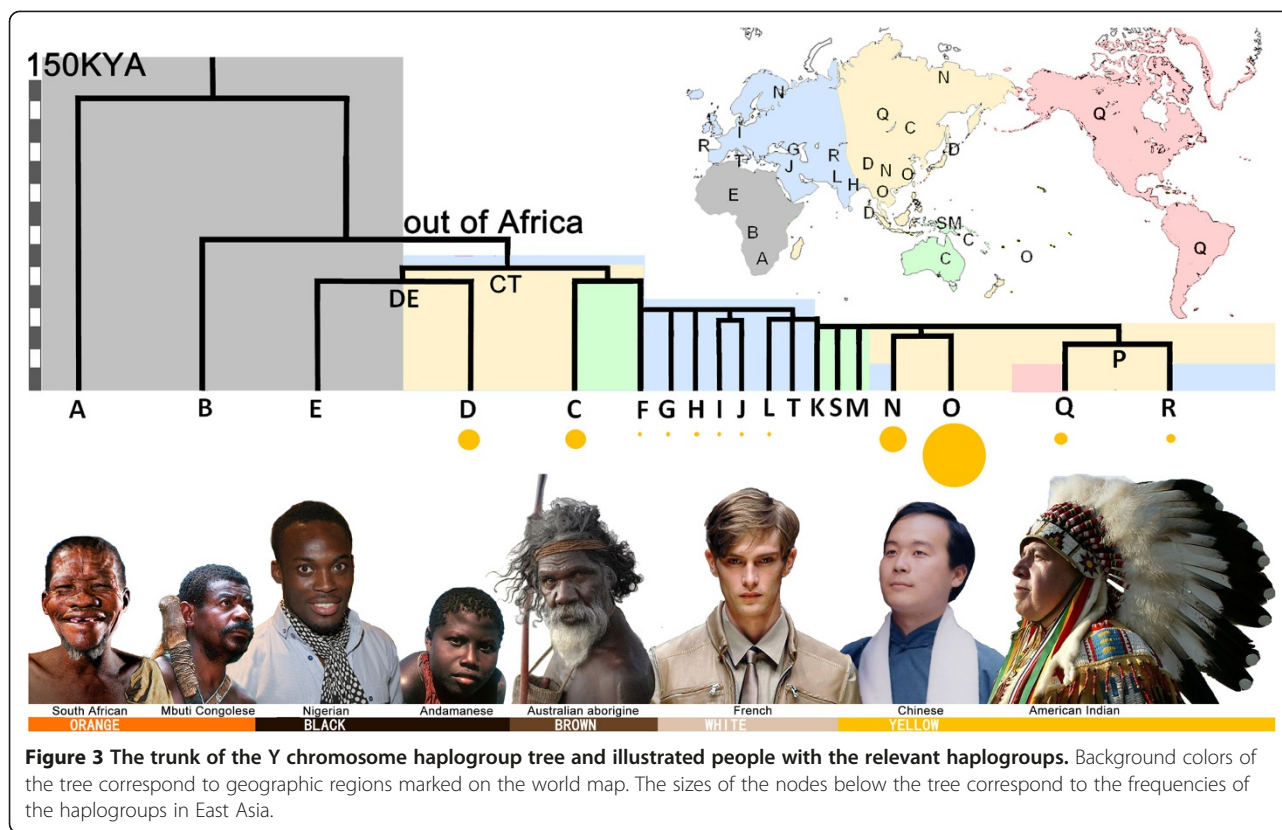 150KYA
out of Africa
DE
CT
P
N
Q
C
R
I
T
G
J
R
L
H
D
N
O
O
D
D
E
B
A
SM
C
C
O
N
Q
Q
A B E D C F G H I J L T K S M N O Q R
South African Mbuti Congolese Nigerian Andamanese Australian aborigine French Chinese American Indian
ORANGE BLACK BROWN WHITE YELLOW
Figure 3 The trunk of the Y chromosome haplogroup tree and illustrated people with the relevant haplogroups. Background colors of
the tree correspond to geographic regions marked on the world map. The sizes of the nodes below the tree correspond to the frequencies of
the haplogroups in East Asia.